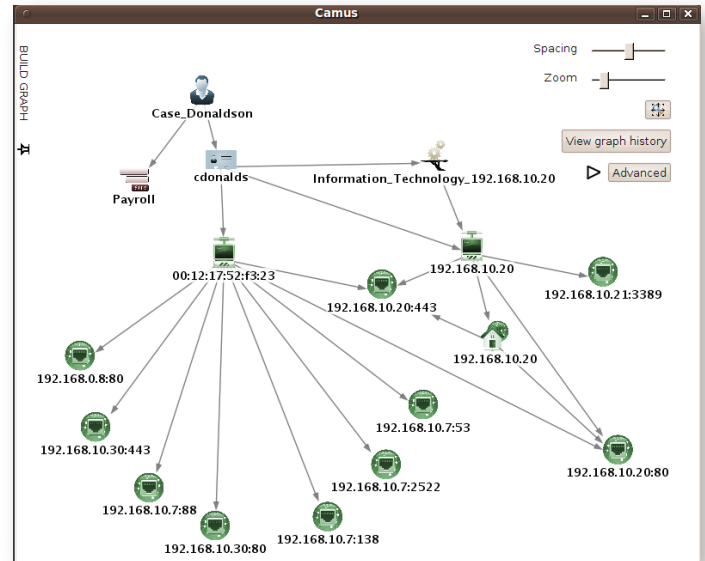 Camus
BUILD GRAPH
Spacing
Zoom
View graph history
Advanced
Case_Donaldson
Payroll
cdonalds
Information_Technology_192.168.10.20
00:12:17:52:f3:23
192.168.10.20
192.168.10.20:443
192.168.10.21:3389
192.168.10.20
192.168.0.8:80
192.168.10.30:443
192.168.10.7:53
192.168.10.20:80
192.168.10.7:2522
192.168.10.7:88
192.168.10.30:80
192.168.10.7:138